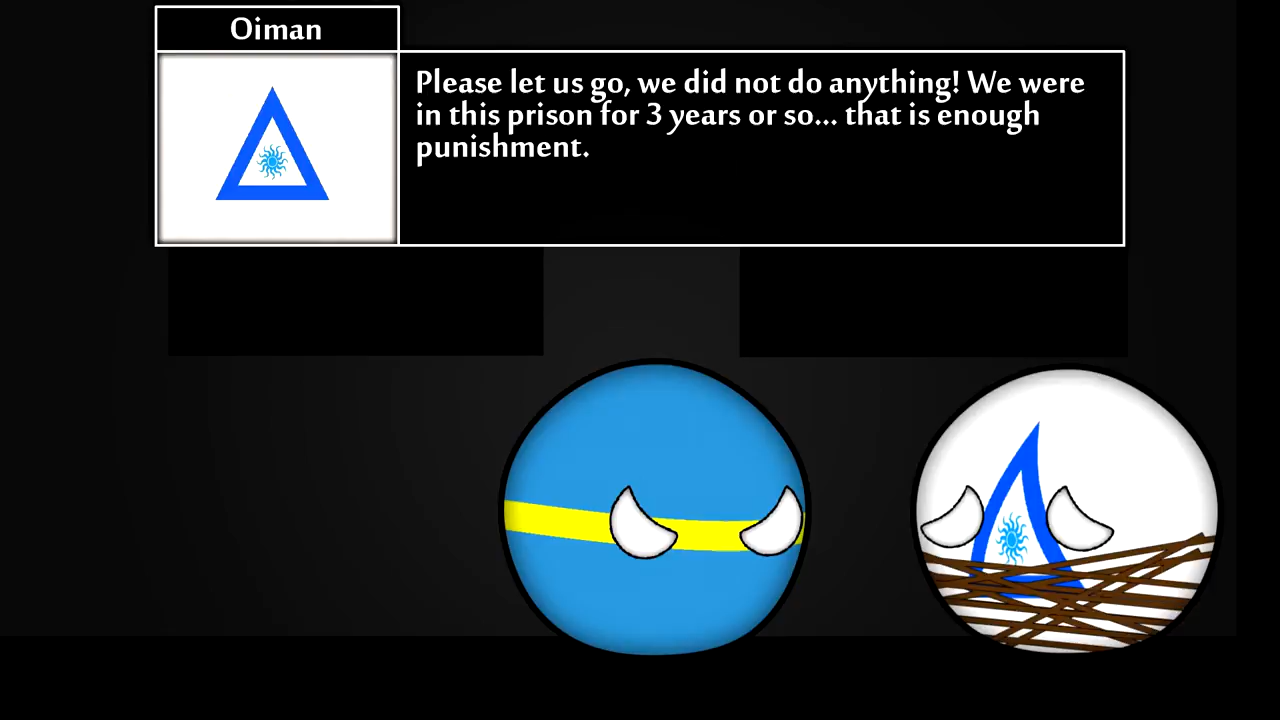 Oiman
Please let us go, we did not do anything! We were
in this prison for 3 years or so... that is enough
punishment.